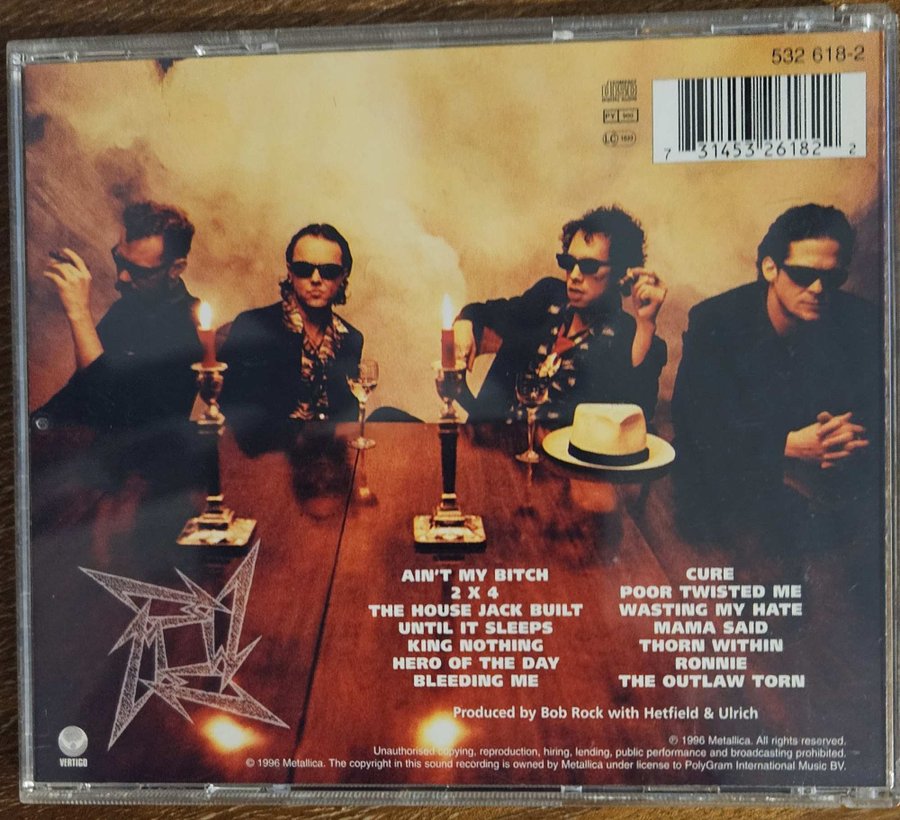 532 618-2
7 31453 26182 2
PY 900
LC 1633
AIN'T MY BITCH
2 X 4
THE HOUSE JACK BUILT
UNTIL IT SLEEPS
KING NOTHING
HERO OF THE DAY
BLEEDING ME
CURE
POOR TWISTED ME
WASTING MY HATE
MAMA SAID
THORN WITHIN
RONNIE
THE OUTLAW TORN
Produced by Bob Rock with Hetfield & Ulrich
℗ 1996 Metallica. All rights reserved.
Unauthorised copying, reproduction, hiring, lending, public performance and broadcasting prohibited.
© 1996 Metallica. The copyright in this sound recording is owned by Metallica under license to PolyGram International Music BV.
VERTIGO